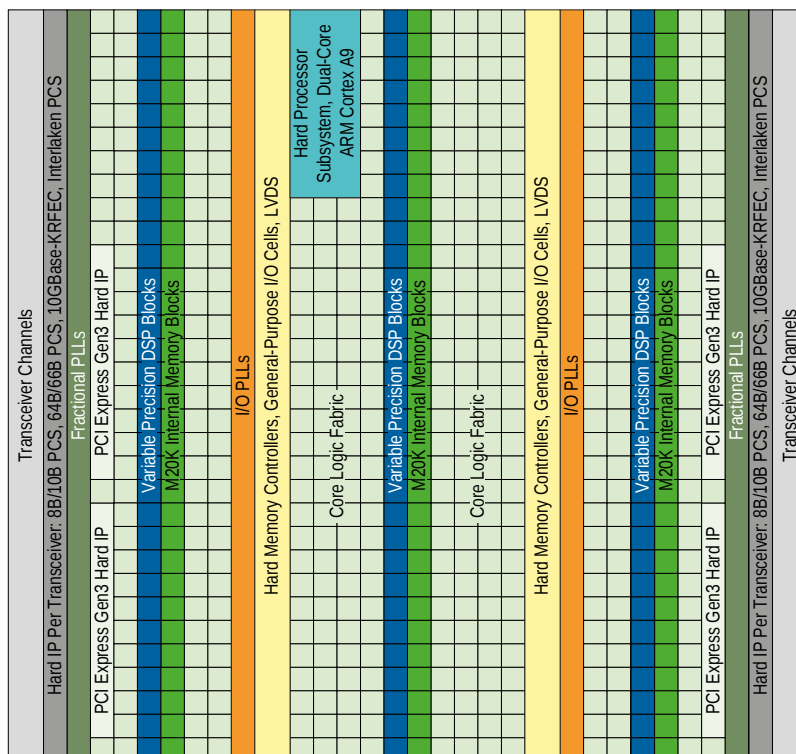 Transceiver Channels
Hard IP Per Transceiver: 8B/10B PCS, 64B/66B PCS, 10GBase-KRFEC, Interlaken PCS
Fractional PLLs
PCI Express Gen3 Hard IP
PCI Express Gen3 Hard IP
Variable Precision DSP Blocks
M20K Internal Memory Blocks
I/O PLLs
Hard Memory Controllers, General-Purpose I/O Cells, LVDS
Hard Processor
Subsystem, Dual-Core
ARM Cortex A9
Core Logic Fabric
Variable Precision DSP Blocks
M20K Internal Memory Blocks
Core Logic Fabric
Hard Memory Controllers, General-Purpose I/O Cells, LVDS
I/O PLLs
Variable Precision DSP Blocks
M20K Internal Memory Blocks
PCI Express Gen3 Hard IP
PCI Express Gen3 Hard IP
Fractional PLLs
Hard IP Per Transceiver: 8B/10B PCS, 64B/66B PCS, 10GBase-KRFEC, Interlaken PCS
Transceiver Channels